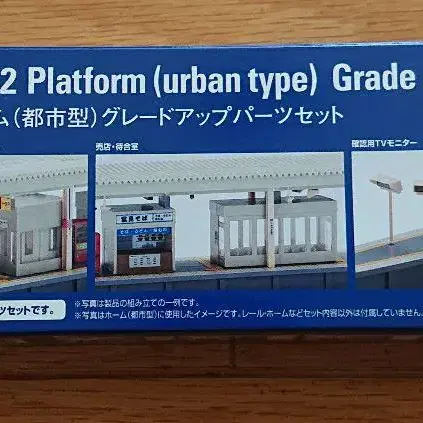 2 Platform (urban type) Grade
ム(都市型)グレードアップパーツセット
売店・待合室
確認用TVモニター
ツセットです。
※写真は製品の組み立ての一例です。
※写真はホーム(都市型)に使用したイメージです。レール・ホームなどセット内容以外は付属していません。